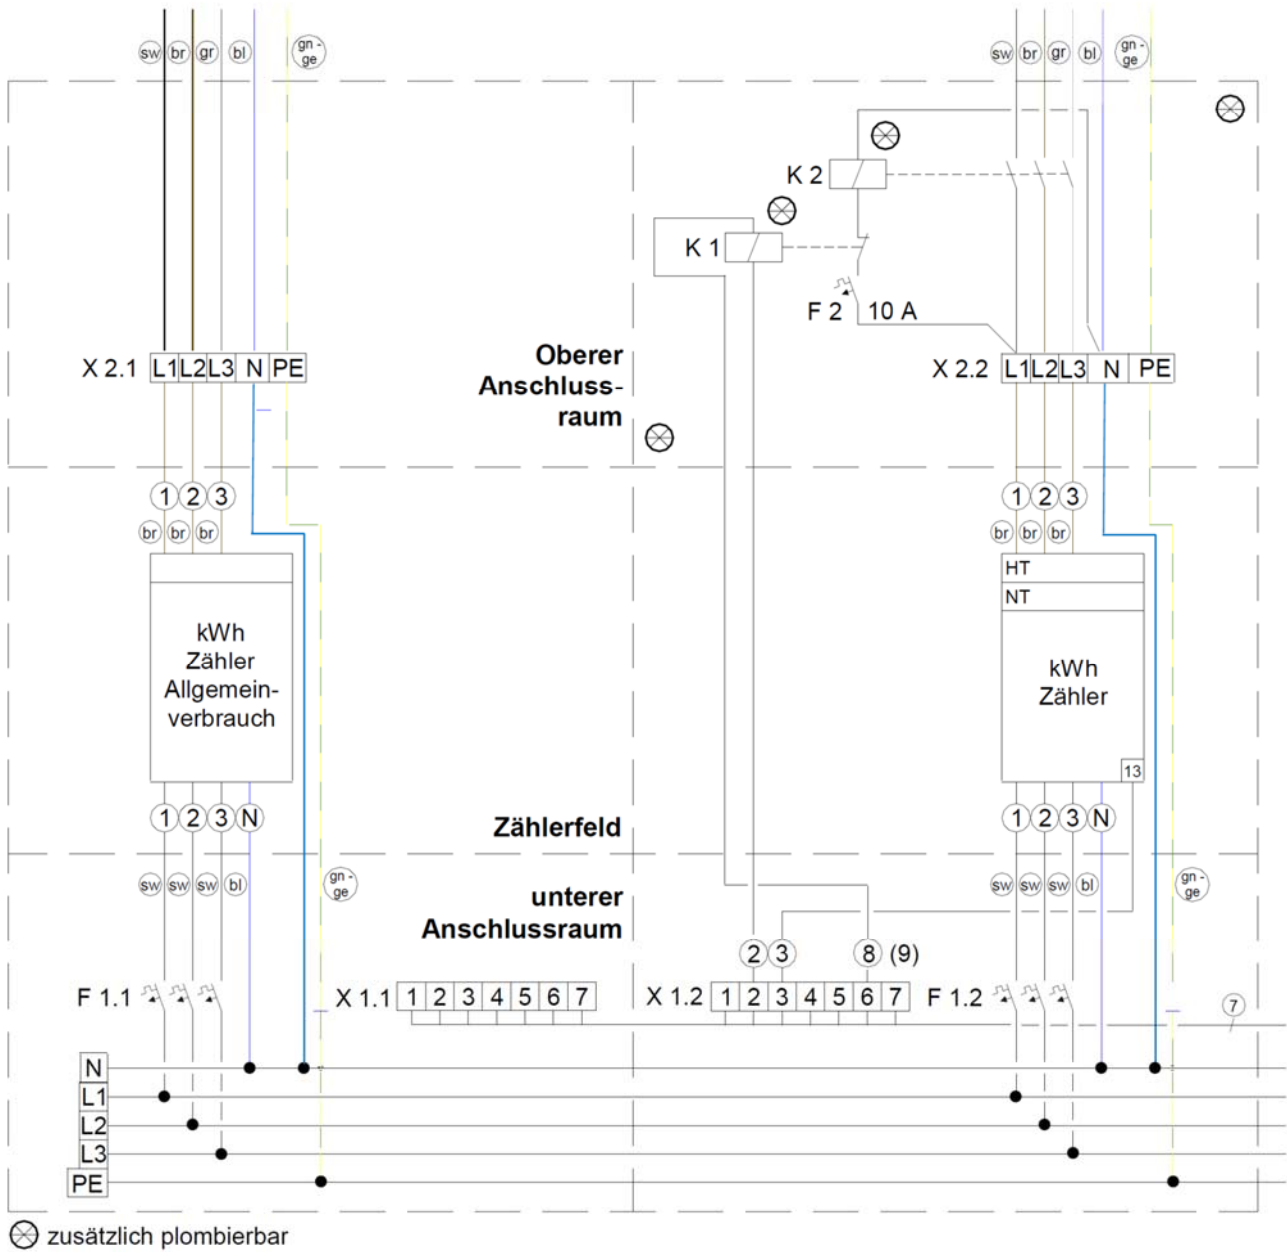 sw br gr bl gn - ge
sw br gr bl gn - ge
K 2
K 1
F 2 10 A
X 2.1 L1 L2 L3 N PE
Oberer
Anschluss-
raum
X 2.2 L1 L2 L3 N PE
1 2 3
1 2 3
br br br
br br br
kWh
Zähler
Allgemein-
verbrauch
HT
NT
kWh
Zähler
13
1 2 3 N
Zählerfeld
1 2 3 N
sw sw sw bl gn - ge
unterer
Anschlussraum
sw sw sw bl gn - ge
2 3 8 (9)
F 1.1
X 1.1 1 2 3 4 5 6 7
X 1.2 1 2 3 4 5 6 7
F 1.2
7
N
L1
L2
L3
PE
zusätzlich plombierbar